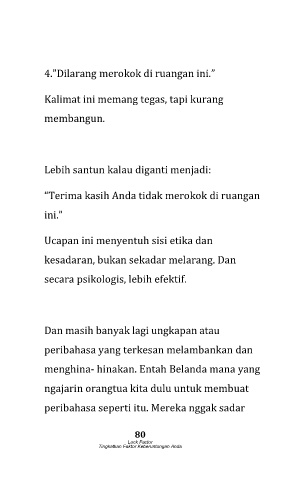 4."Dilarang merokok di ruangan ini.”
Kalimat ini memang tegas, tapi kurang
membangun.
Lebih santun kalau diganti menjadi:
“Terima kasih Anda tidak merokok di ruangan
ini.”
Ucapan ini menyentuh sisi etika dan
kesadaran, bukan sekadar melarang. Dan
secara psikologis, lebih efektif.
Dan masih banyak lagi ungkapan atau
peribahasa yang terkesan melambankan dan
menghina- hinakan. Entah Belanda mana yang
ngajarin orangtua kita dulu untuk membuat
peribahasa seperti itu. Mereka nggak sadar
80
Luck Factor
Tingkatkan Faktor Keberuntungan Anda